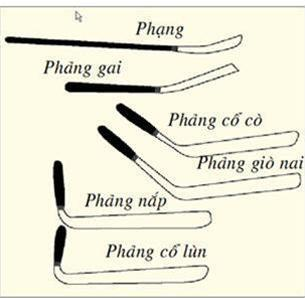 Phạng
Phảng gai
Phảng cổ cò
Phảng giò nai
Phảng nắp
Phảng cổ lùn